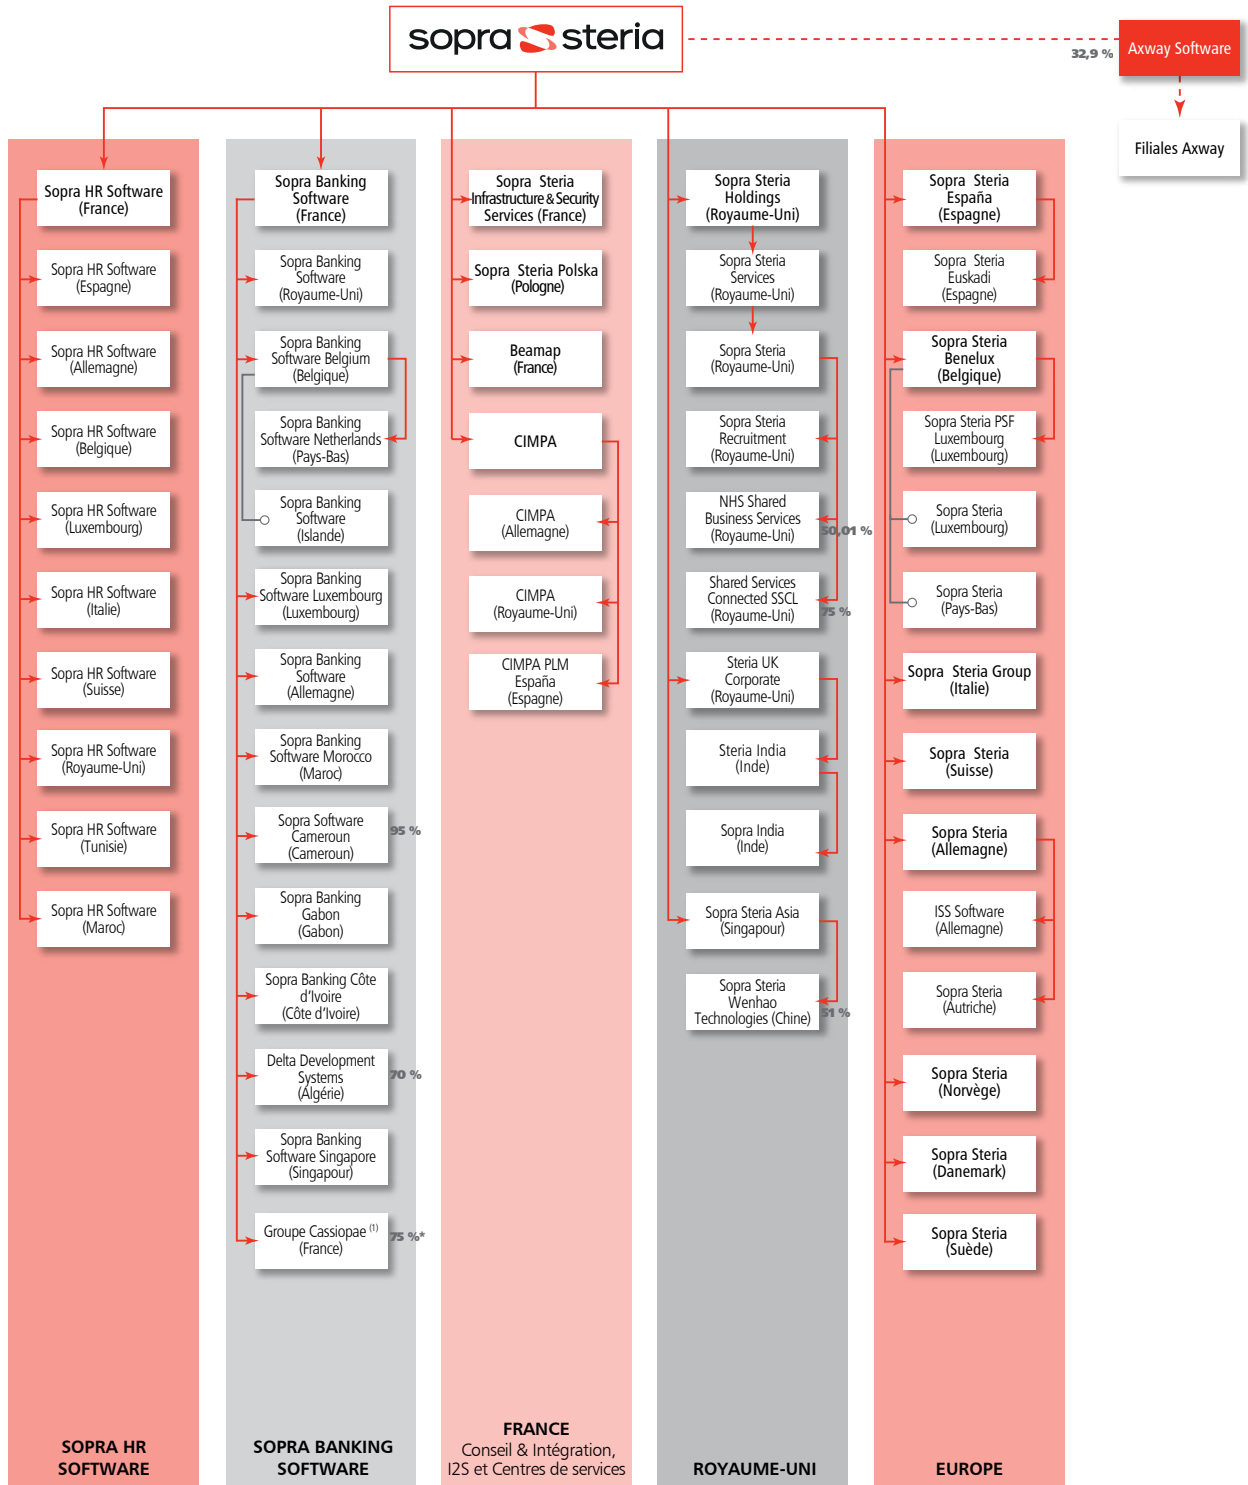 sopra steria
32,9 %
Axway Software
Filiales Axway
Sopra HR Software
(France)
Sopra HR Software
(Espagne)
Sopra HR Software
(Allemagne)
Sopra HR Software
(Belgique)
Sopra HR Software
(Luxembourg)
Sopra HR Software
(Italie)
Sopra HR Software
(Suisse)
Sopra HR Software
(Royaume-Uni)
Sopra HR Software
(Tunisie)
Sopra HR Software
(Maroc)
SOPRA HR
SOFTWARE
Sopra Banking
Software
(France)
Sopra Banking
Software
(Royaume-Uni)
Sopra Banking
Software Belgium
(Belgique)
Sopra Banking
Software Netherlands
(Pays-Bas)
Sopra Banking
Software
(Islande)
Sopra Banking
Software Luxembourg
(Luxembourg)
Sopra Banking
Software
(Allemagne)
Sopra Banking
Software Morocco
(Maroc)
Sopra Software
Cameroun
(Cameroun)
95 %
Sopra Banking
Gabon
(Gabon)
Sopra Banking Côte
d'Ivoire
(Côte d'Ivoire)
Delta Development
Systems
(Algérie)
70 %
Sopra Banking
Software Singapore
(Singapour)
Groupe Cassiopae (1)
(France)
75 %*
SOPRA BANKING
SOFTWARE
Sopra Steria
Infrastructure & Security
Services (France)
Sopra Steria Polska
(Pologne)
Beamap
(France)
CIMPA
CIMPA
(Allemagne)
CIMPA
(Royaume-Uni)
CIMPA PLM
España
(Espagne)
FRANCE
Conseil & Intégration,
I2S et Centres de services
Sopra Steria
Holdings
(Royaume-Uni)
Sopra Steria
Services
(Royaume-Uni)
Sopra Steria
(Royaume-Uni)
Sopra Steria
Recruitment
(Royaume-Uni)
NHS Shared
Business Services
(Royaume-Uni)
50,01 %
Shared Services
Connected SSCL
(Royaume-Uni)
75 %
Steria UK
Corporate
(Royaume-Uni)
Steria India
(Inde)
Sopra India
(Inde)
Sopra Steria Asia
(Singapour)
Sopra Steria
Wenhao
Technologies (Chine)
51 %
ROYAUME-UNI
Sopra Steria
España
(Espagne)
Sopra Steria
Euskadi
(Espagne)
Sopra Steria
Benelux
(Belgique)
Sopra Steria PSF
Luxembourg
(Luxembourg)
Sopra Steria
(Luxembourg)
Sopra Steria
(Pays-Bas)
Sopra Steria Group
(Italie)
Sopra Steria
(Suisse)
Sopra Steria
(Allemagne)
ISS Software
(Allemagne)
Sopra Steria
(Autriche)
Sopra Steria
(Norvège)
Sopra Steria
(Danemark)
Sopra Steria
(Suède)
EUROPE